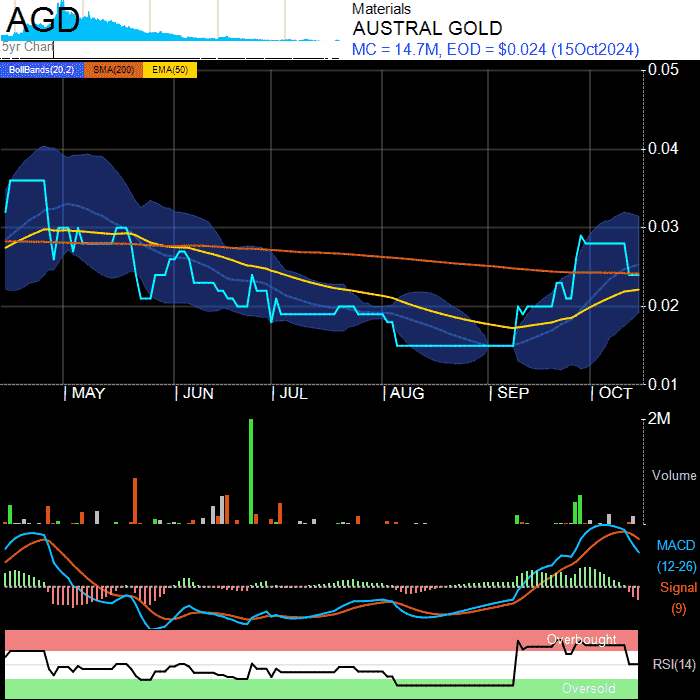 AGD
5yr Chart
Materials
AUSTRAL GOLD
MC = 14.7M, EOD = $0.024 (15Oct2024)
BollBands(20,2) SMA(200) EMA(50)
0.05
0.04
0.03
0.02
0.01
MAY JUN JUL AUG SEP OCT
2M
Volume
MACD
(12-26)
Signal
(9)
Overbought
RSI(14)
Oversold